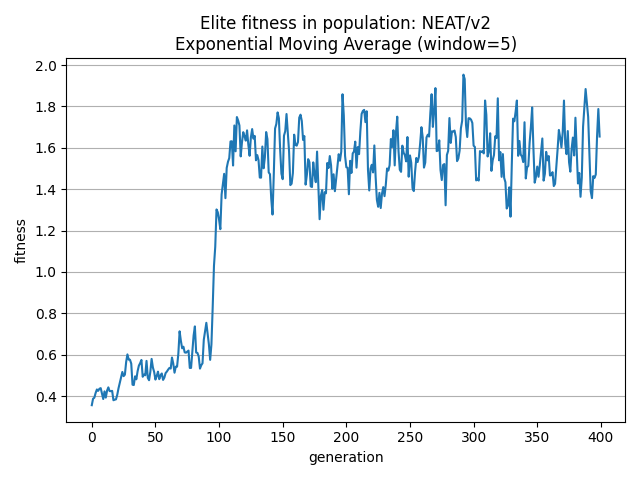 Elite fitness in population: NEAT/v2
Exponential Moving Average (window=5)
2.0
1.8
1.6
1.4
1.2
1.0
0.8
0.6
0.4
fitness
0 50 100 150 200 250 300 350 400
generation